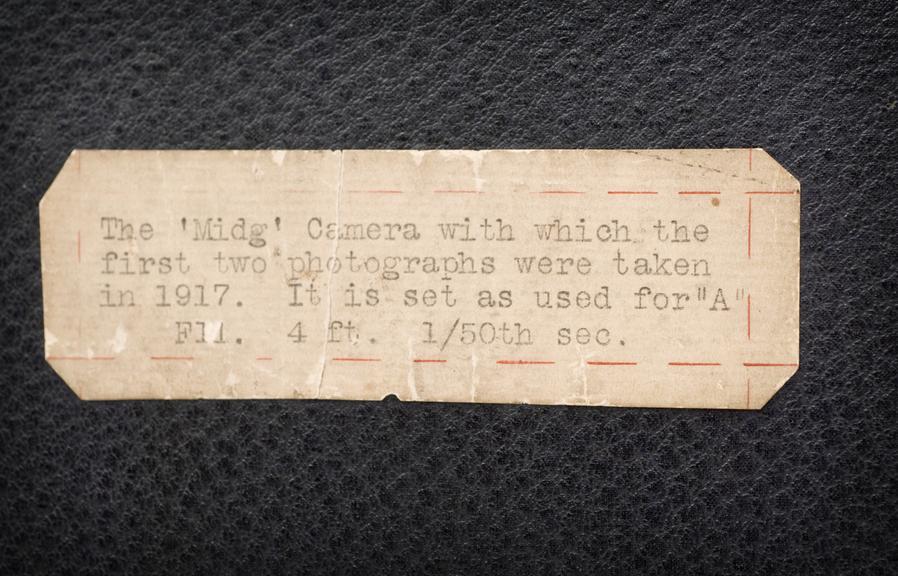 The 'Midg' Camera with which the
first two photographs were taken
in 1917.  It is set as used for"A"
F11.  4 ft.  1/50th sec.